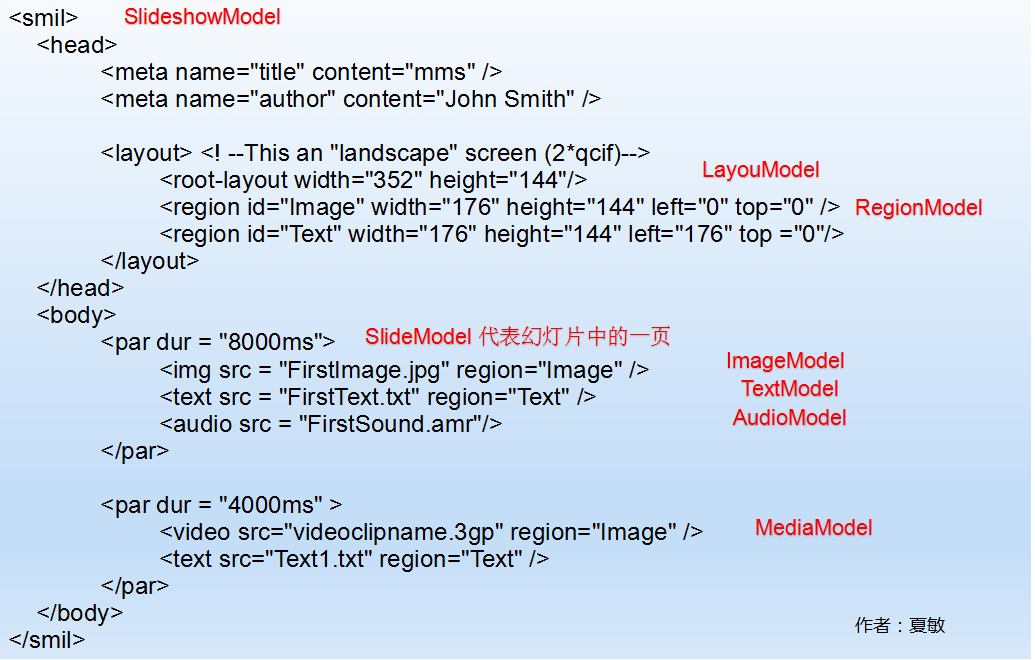 <smil> SlideshowModel
<head>
<meta name="title" content="mms" />
<meta name="author" content="John Smith" />
<layout> <! --This an "landscape" screen (2*qcif)-->
LayouModel
<root-layout width="352" height="144"/>
<region id="Image" width="176" height="144" left="0" top="0" /> RegionModel
<region id="Text" width="176" height="144" left="176" top ="0"/>
</layout>
</head>
<body>
<par dur = "8000ms"> SlideModel 代表幻灯片中的一页
<img src = "FirstImage.jpg" region="Image" /> ImageModel
<text src = "FirstText.txt" region="Text" /> TextModel
<audio src = "FirstSound.amr"/> AudioModel
</par>
<par dur = "4000ms" >
<video src="videoclipname.3gp" region="Image" /> MediaModel
<text src="Text1.txt" region="Text" />
</par>
</body>
作者：夏敏
</smil>